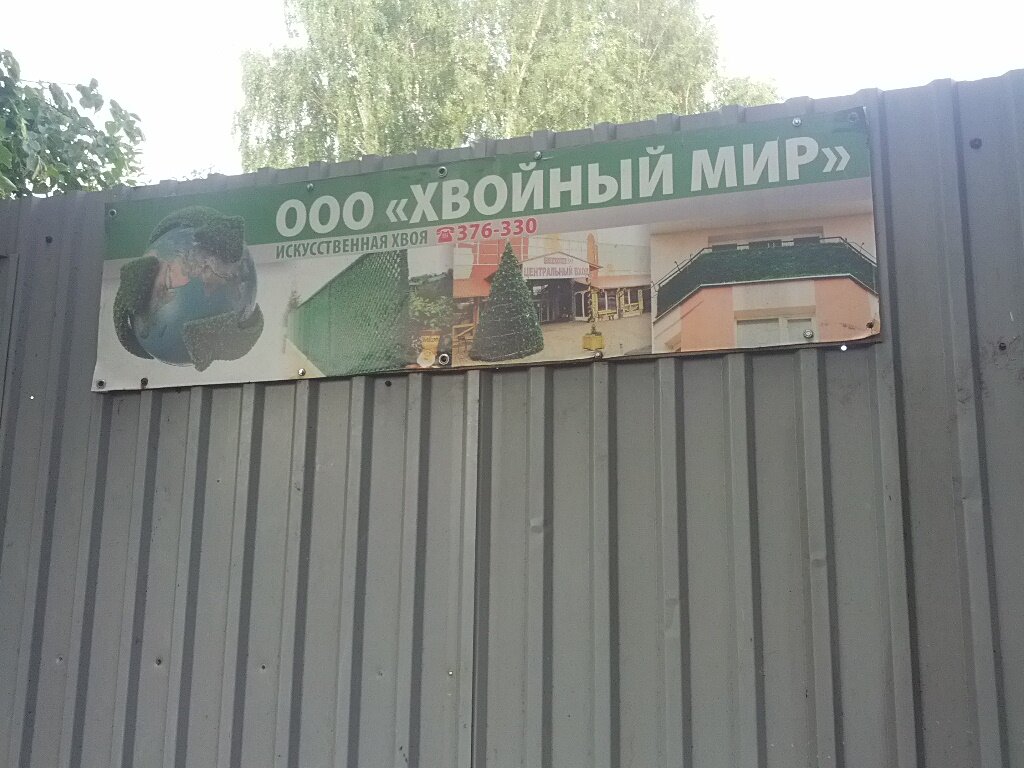 ООО «ХВОЙНЫЙ МИР»
ИСКУССТВЕННАЯ ХВОЯ ☎376-330
ЦЕНТРАЛЬНЫЙ ВХОД